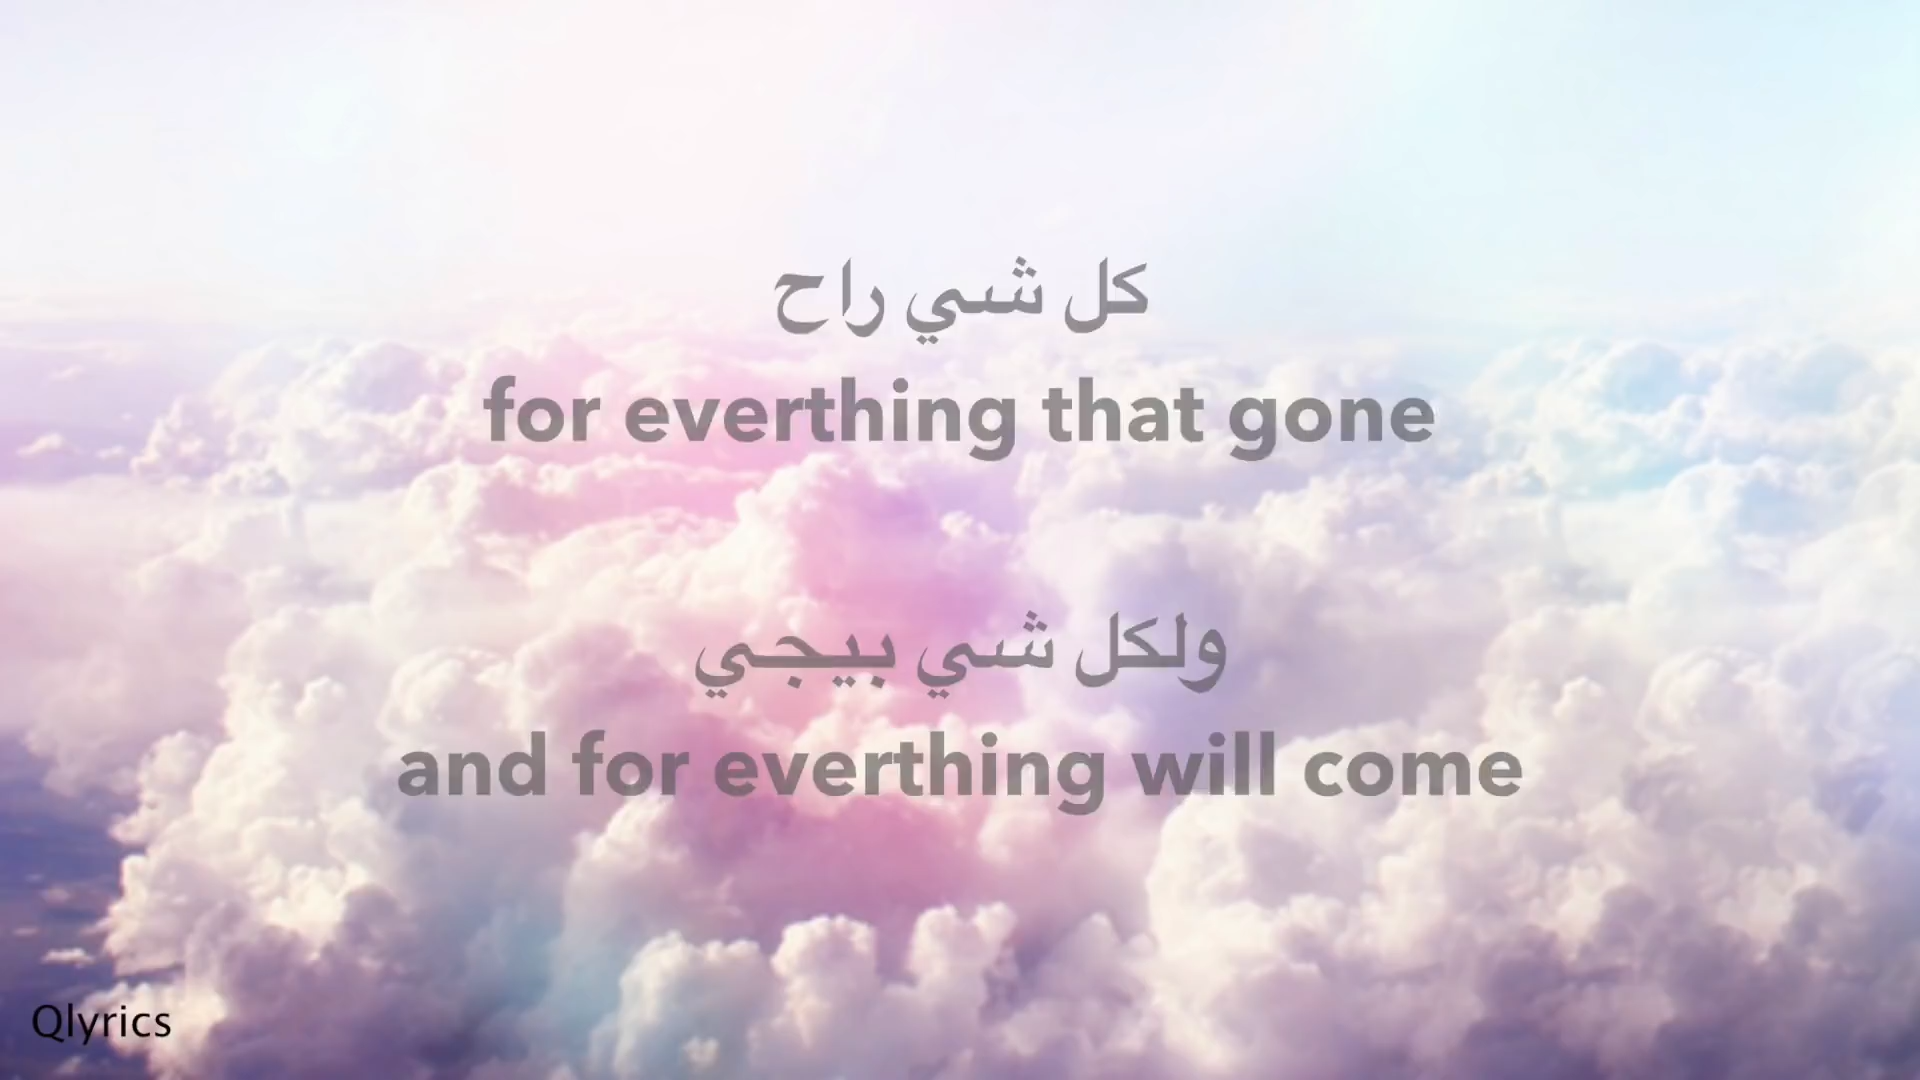 كل شي راح
for everthing that gone
ولكل شي بيجي
and for everthing will come
Qlyrics